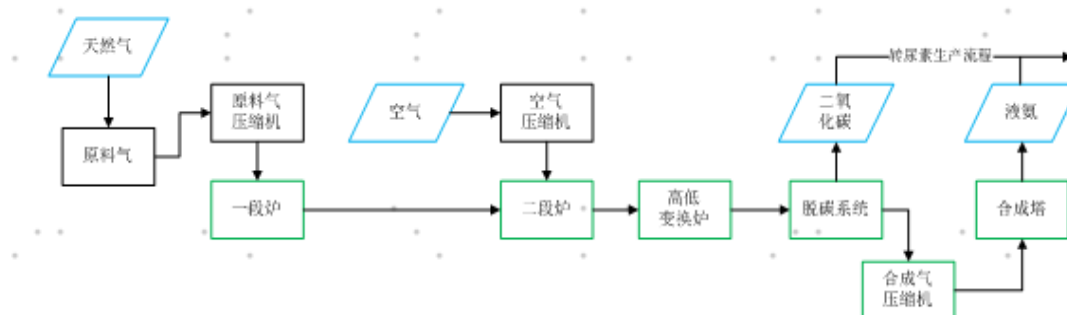 天然气
原料气
原料气
压缩机
一段炉
空气
空气
压缩机
二段炉
高低
变换炉
二氧
化碳
脱碳系统
合成气
压缩机
转尿素生产流程
液氨
合成塔